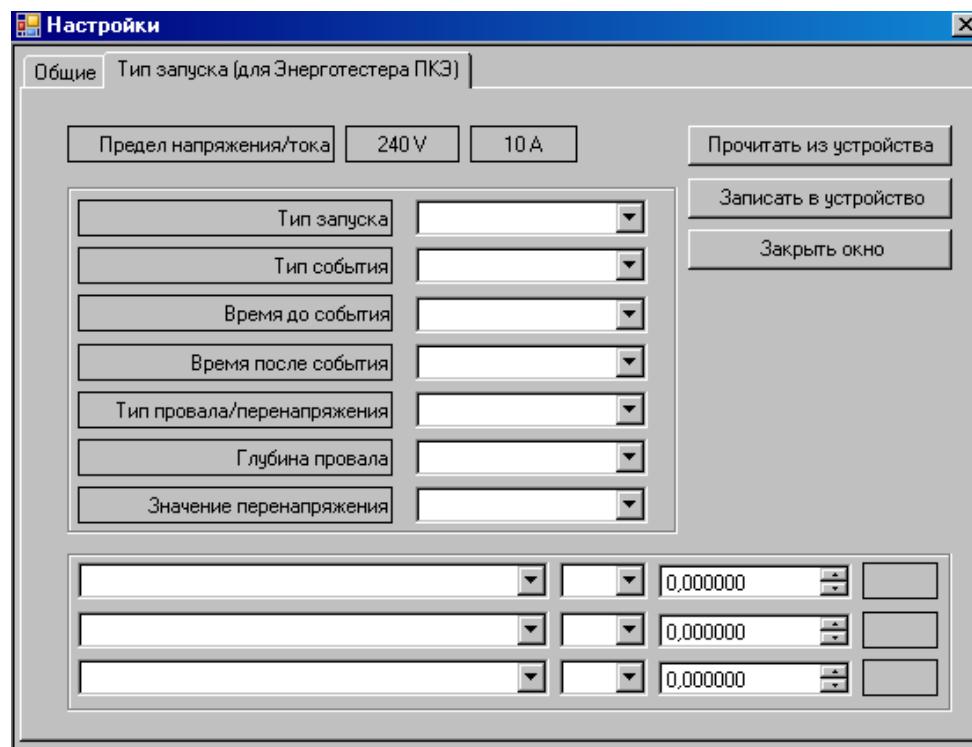 Настройки
Общие
Тип запуска (для Энерготестера ПКЭ)
Предел напряжения/тока 240 V 10 A
Прочитать из устройства
Записать в устройство
Закрыть окно
Тип запуска
Тип события
Время до события
Время после события
Тип провала/перенапряжения
Глубина провала
Значение перенапряжения
0,000000
0,000000
0,000000